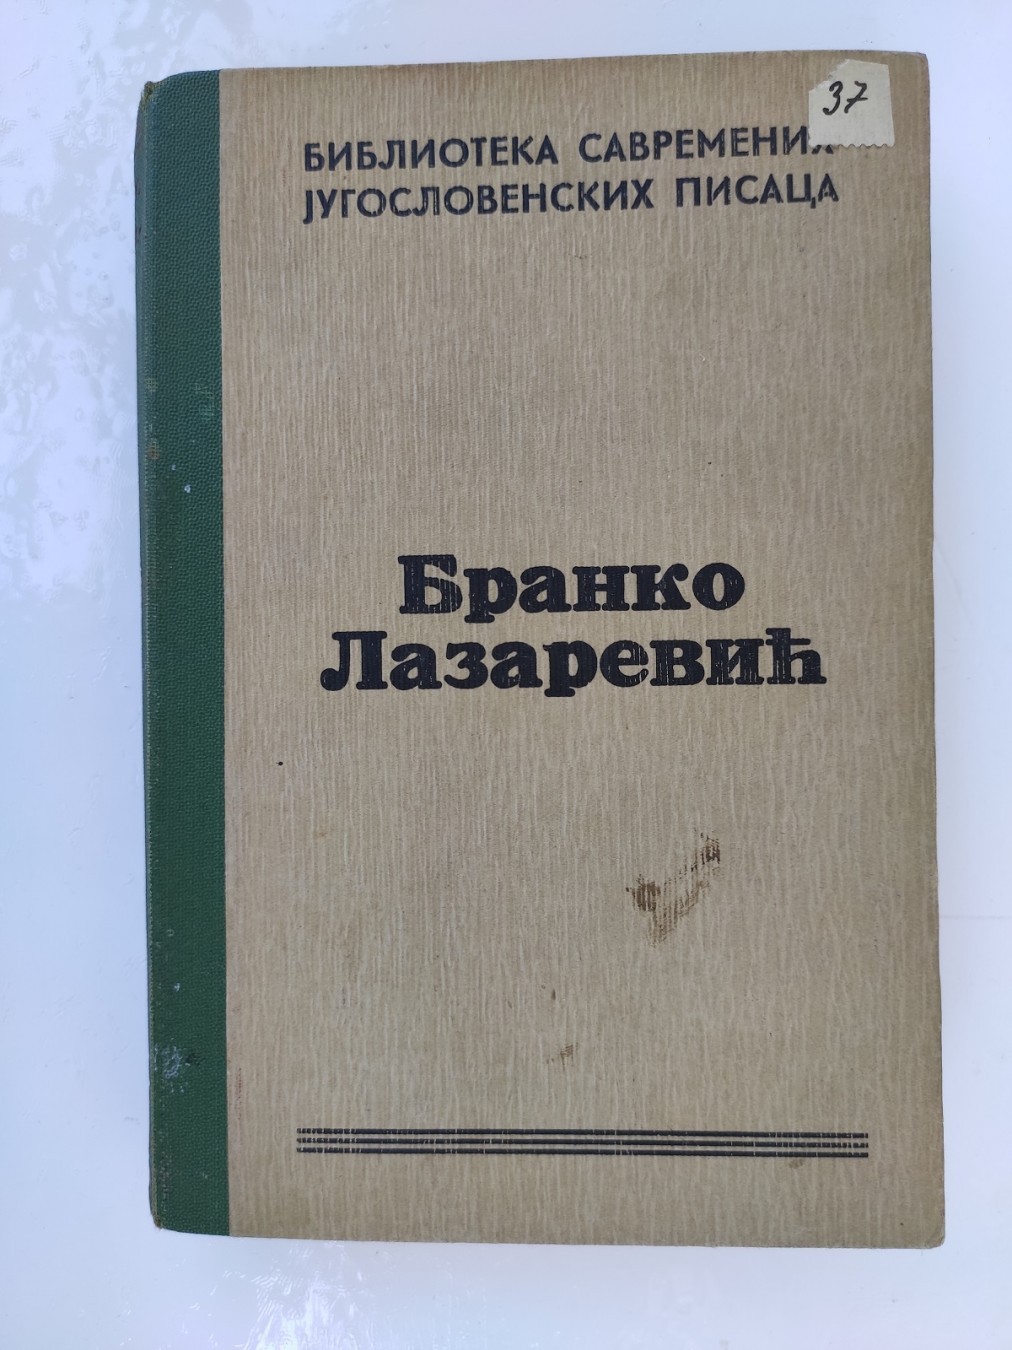 37
БИБЛИОТЕКА САВРЕМЕНИХ
ЈУГОСЛОВЕНСКИХ ПИСАЦА
Бранко
Лазаревић